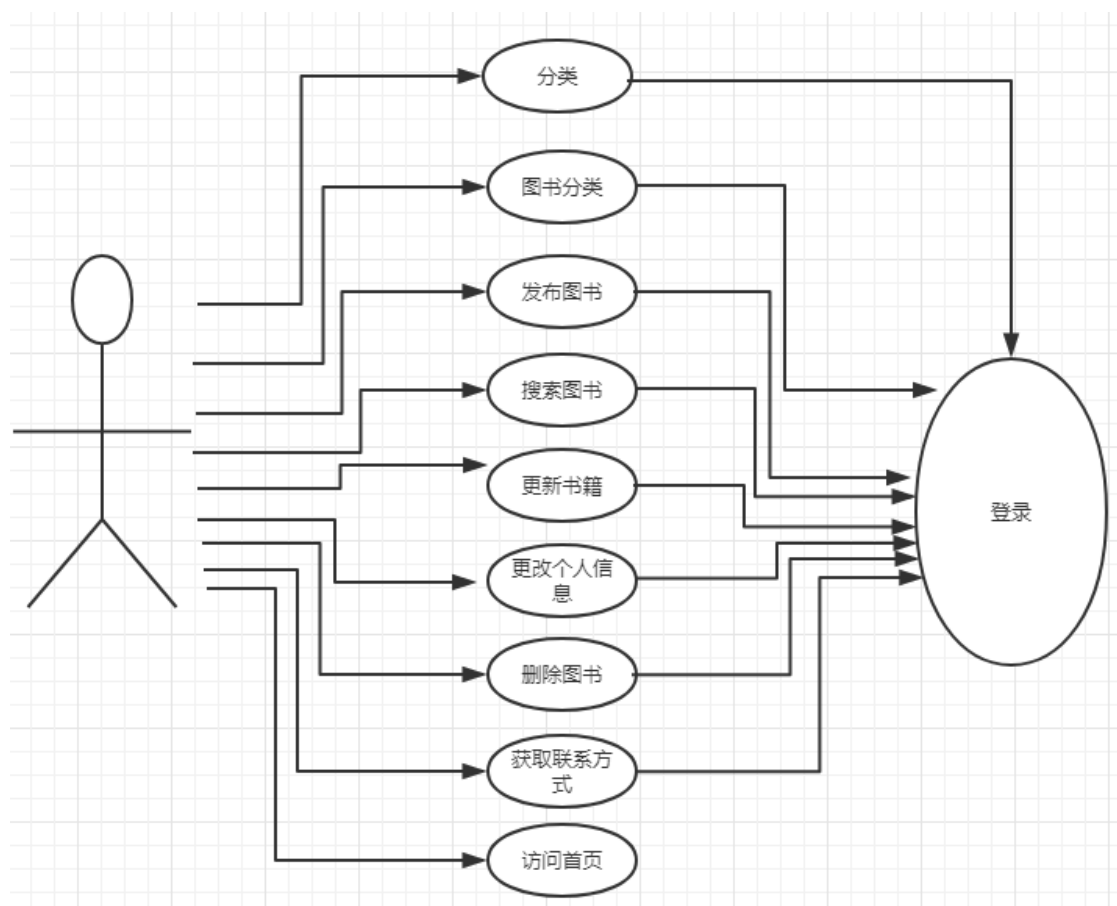 分类
图书分类
发布图书
搜索图书
更新书籍
登录
更改个人信
息
删除图书
获取联系方
式
访问首页